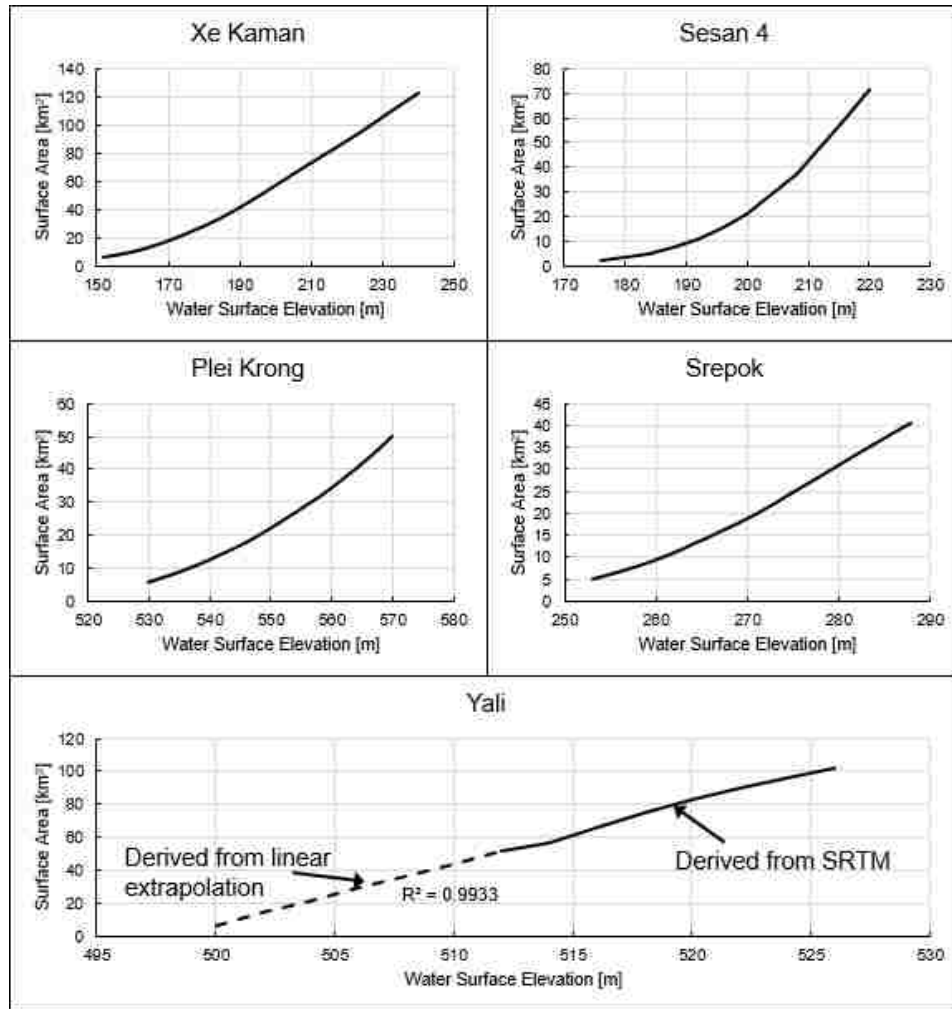 Xe Kaman
Surface Area [km²]
140
120
100
80
60
40
20
0
150 170 190 210 230 250
Water Surface Elevation [m]
Sesan 4
Surface Area [km²]
80
70
60
50
40
30
20
10
0
170 180 190 200 210 220 230
Water Surface Elevation [m]
Plei Krong
Surface Area [km²]
60
50
40
30
20
10
0
520 530 540 550 560 570 580
Water Surface Elevation [m]
Srepok
Surface Area [km²]
45
40
35
30
25
20
15
10
5
0
250 260 270 280 290
Water Surface Elevation [m]
Yali
Surface Area [km²]
120
100
80
60
40
20
0
Derived from linear
extrapolation
R² = 0.9933
Derived from SRTM
495 500 505 510 515 520 525 530
Water Surface Elevation [m]